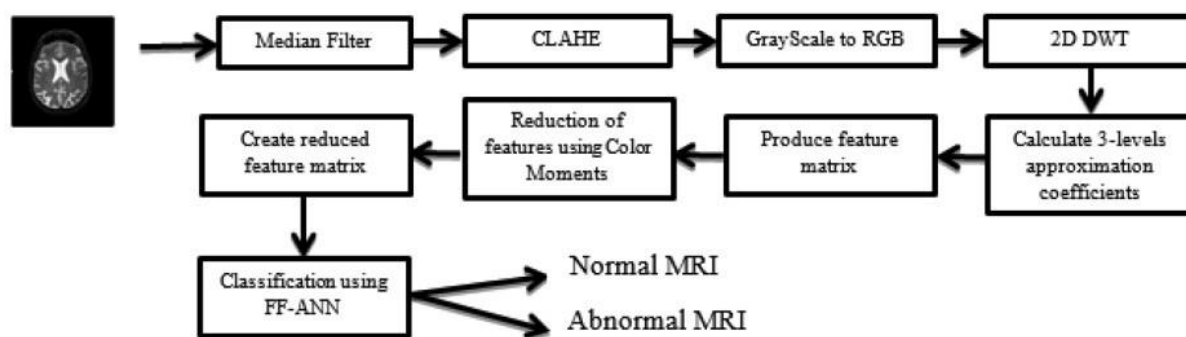 Median Filter
CLAHE
GrayScale to RGB
2D DWT
Calculate 3-levels
approximation
coefficients
Produce feature
matrix
Reduction of
features using Color
Moments
Create reduced
feature matrix
Classification using
FF-ANN
Normal MRI
Abnormal MRI